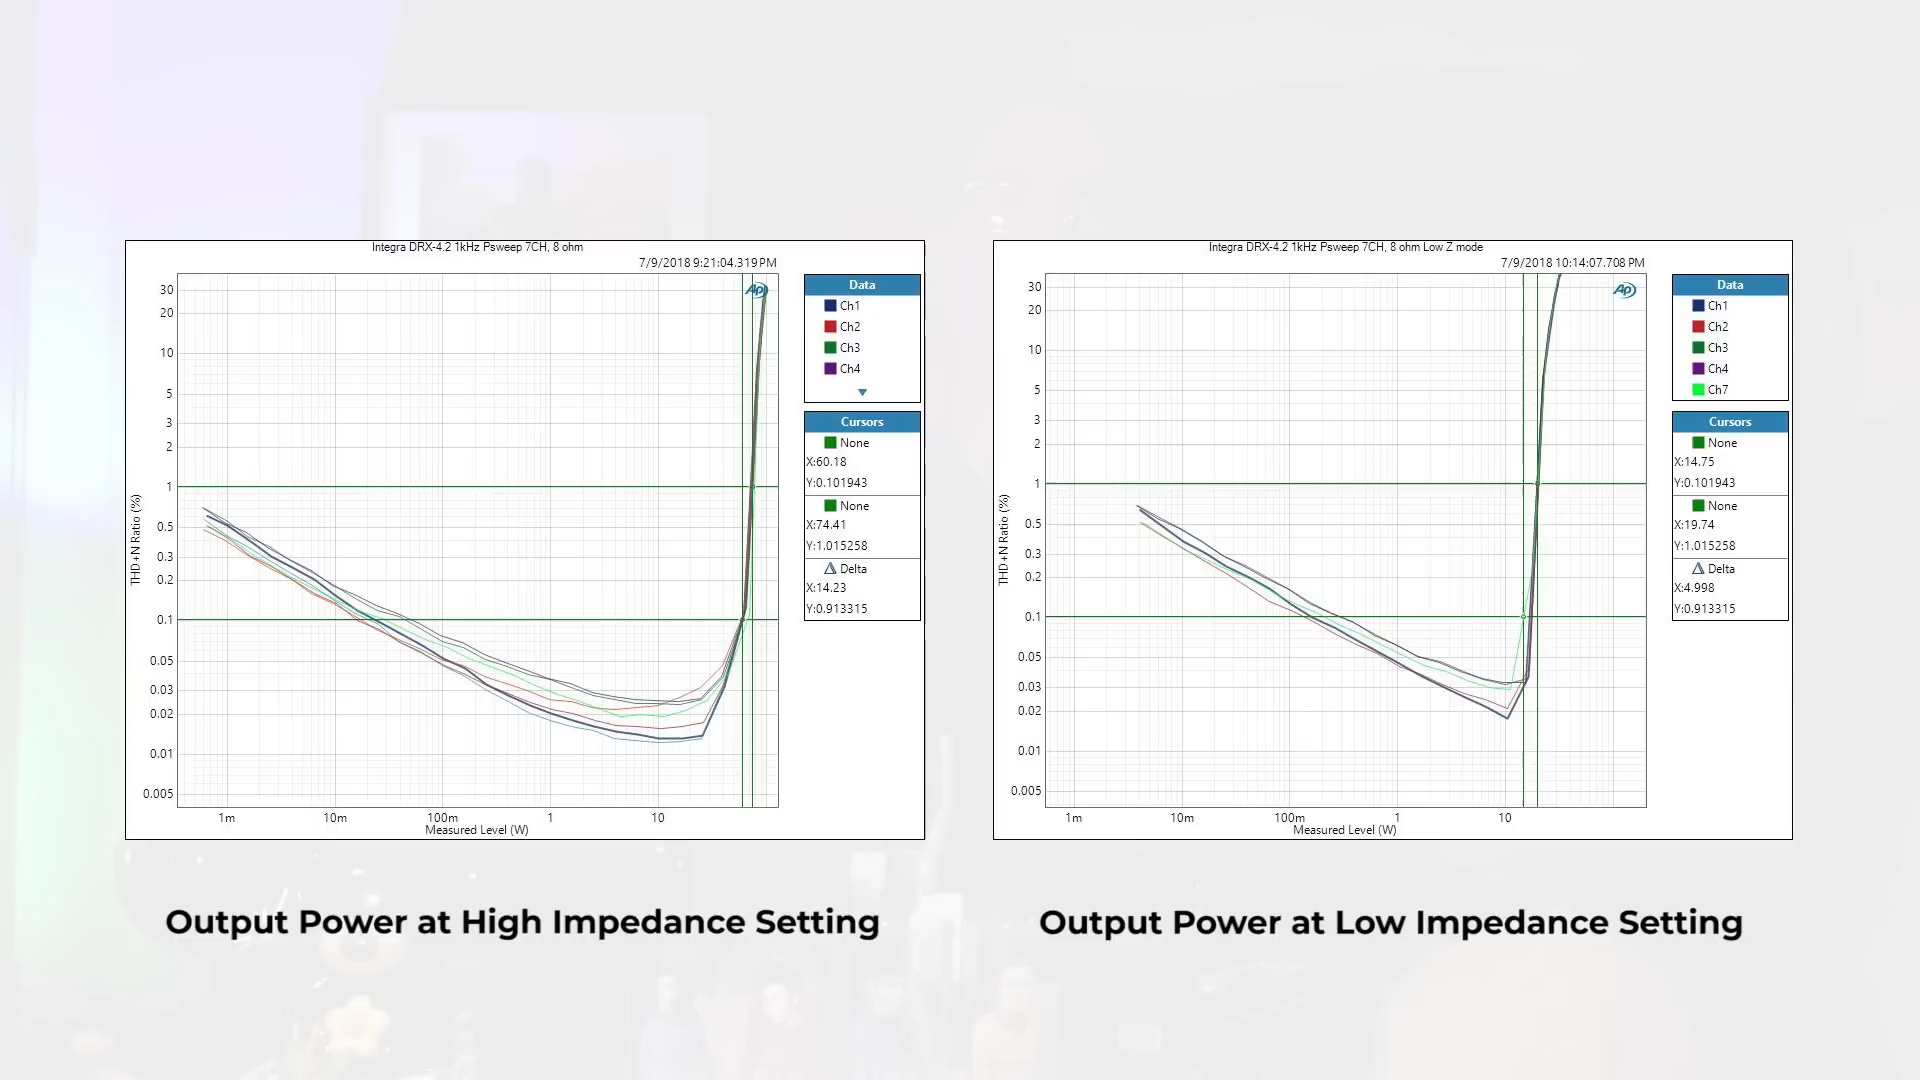 Integra DRX-4.2 1kHz Psweep 7CH, 8 ohm
7/9/2018 9:21:04.319 PM
THD+N Ratio (%)
30
20
10
5
3
2
1
0.5
0.3
0.2
0.1
0.05
0.03
0.02
0.01
0.005
1m
10m
100m
1
10
Measured Level (W)
AP
Data
Ch1
Ch2
Ch3
Ch4
Cursors
None
X:60.18
Y:0.101943
None
X:74.41
Y:1.015258
Delta
X:14.23
Y:0.913315
Output Power at High Impedance Setting
Integra DRX-4.2 1kHz Psweep 7CH, 8 ohm Low Z mode
7/9/2018 10:14:07.708 PM
THD+N Ratio (%)
30
20
10
5
3
2
1
0.5
0.3
0.2
0.1
0.05
0.03
0.02
0.01
0.005
1m
10m
100m
1
10
Measured Level (W)
AP
Data
Ch1
Ch2
Ch3
Ch4
Ch7
Cursors
None
X:14.75
Y:0.101943
None
X:19.74
Y:1.015258
Delta
X:4.998
Y:0.913315
Output Power at Low Impedance Setting